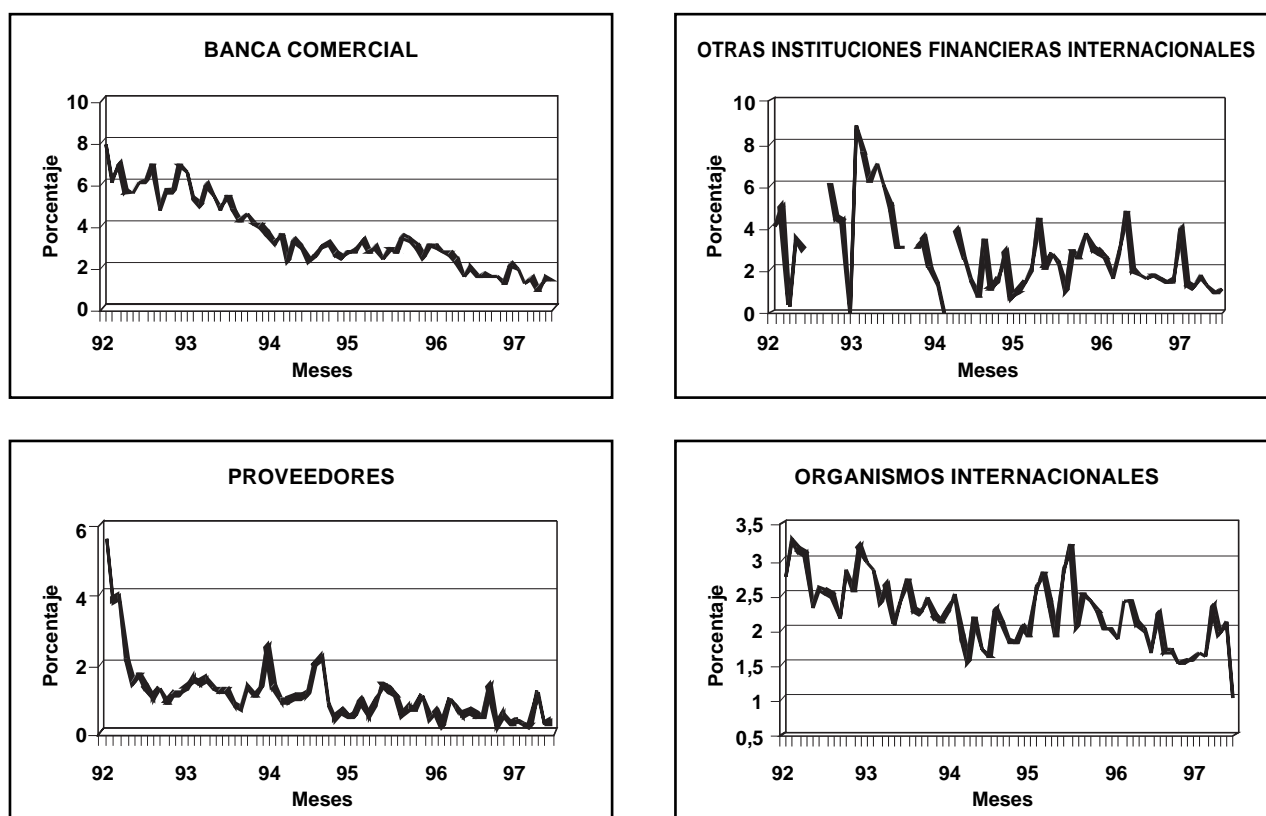 BANCA COMERCIAL
Porcentaje
10
8
6
4
2
0
92 93 94 95 96 97
Meses
OTRAS INSTITUCIONES FINANCIERAS INTERNACIONALES
Porcentaje
10
8
6
4
2
0
92 93 94 95 96 97
Meses
PROVEEDORES
Porcentaje
6
4
2
0
92 93 94 95 96 97
Meses
ORGANISMOS INTERNACIONALES
Porcentaje
3,5
3
2,5
2
1,5
1
0,5
92 93 94 95 96 97
Meses